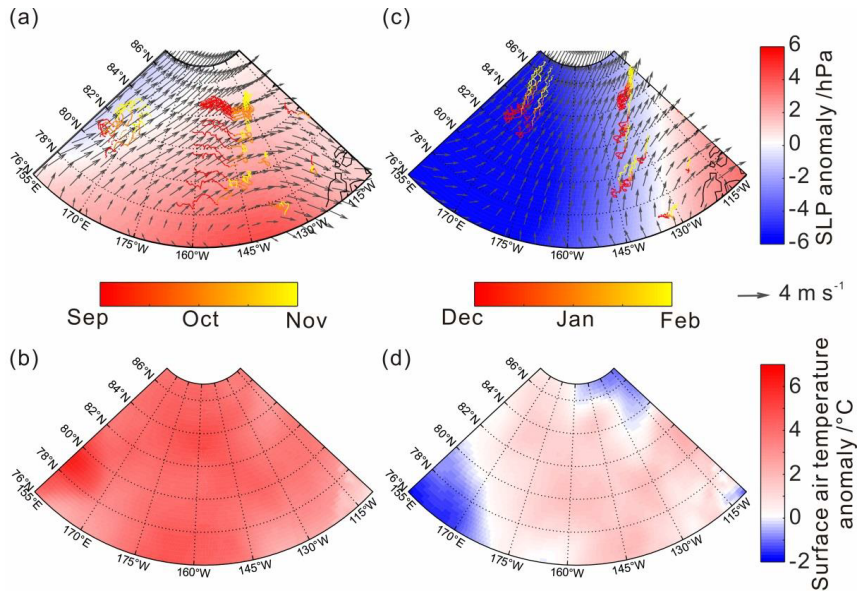 (a)
86°N
84°N
82°N
80°N
78°N
76°N
155°E
170°E
175°W
160°W
145°W
130°W
115°W
(c)
86°N
84°N
82°N
80°N
78°N
76°N
155°E
170°E
175°W
160°W
145°W
130°W
115°W
6
4
2
0
-2
-4
-6
SLP anomaly /hPa
Sep Oct Nov
Dec Jan Feb
4 m s⁻¹
(b)
86°N
84°N
82°N
80°N
78°N
76°N
155°E
170°E
175°W
160°W
145°W
130°W
115°W
(d)
86°N
84°N
82°N
80°N
78°N
76°N
155°E
170°E
175°W
160°W
145°W
130°W
115°W
6
4
2
0
-2
Surface air temperature
anomaly /°C